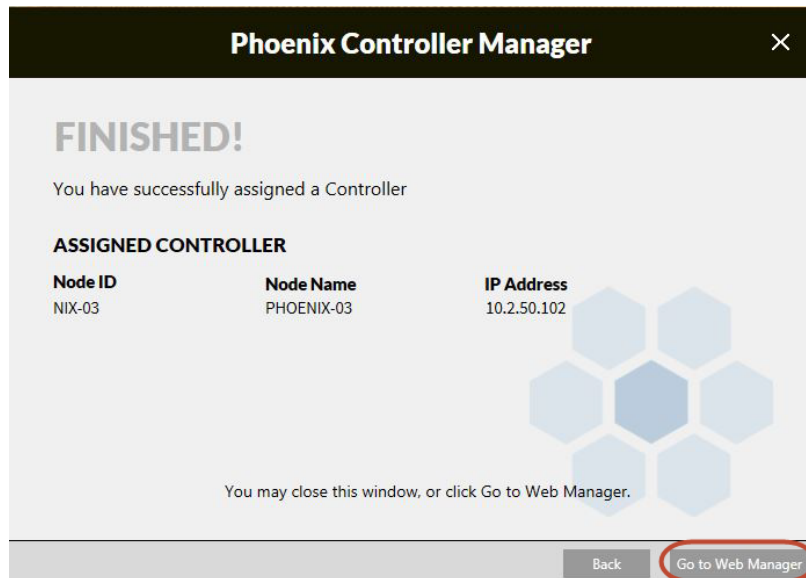 Phoenix Controller Manager
FINISHED!
You have successfully assigned a Controller
ASSIGNED CONTROLLER
Node ID Node Name IP Address
NIX-03 PHOENIX-03 10.2.50.102
You may close this window, or click Go to Web Manager.
Back Go to Web Manager